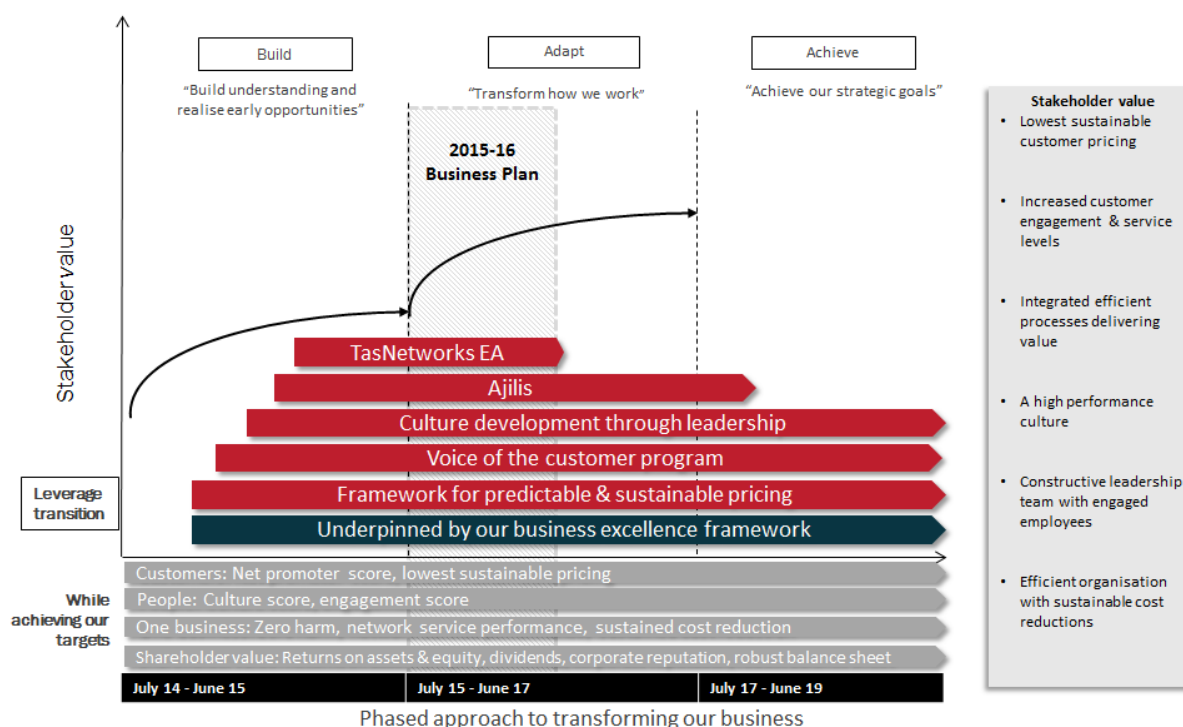 Build
Adapt
Achieve
“Build understanding and
realise early opportunities”
“Transform how we work”
“Achieve our strategic goals”
2015-16
Business Plan
Stakeholder value
TasNetworks EA
Ajilis
Culture development through leadership
Voice of the customer program
Framework for predictable & sustainable pricing
Underpinned by our business excellence framework
Leverage
transition
While
achieving our
targets
Customers: Net promoter score, lowest sustainable pricing
People: Culture score, engagement score
One business: Zero harm, network service performance, sustained cost reduction
Shareholder value: Returns on assets & equity, dividends, corporate reputation, robust balance sheet
July 14 - June 15
July 15 - June 17
July 17 - June 19
Phased approach to transforming our business
Stakeholder value
• Lowest sustainable
customer pricing
• Increased customer
engagement & service
levels
• Integrated efficient
processes delivering
value
• A high performance
culture
• Constructive leadership
team with engaged
employees
• Efficient organisation
with sustainable cost
reductions